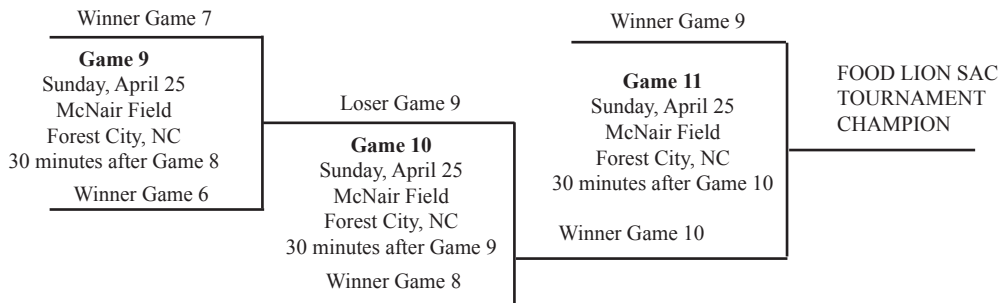 Winner Game 7
Game 9
Sunday, April 25
McNair Field
Forest City, NC
30 minutes after Game 8
Winner Game 6
Loser Game 9
Game 10
Sunday, April 25
McNair Field
Forest City, NC
30 minutes after Game 9
Winner Game 8
Winner Game 9
Game 11
Sunday, April 25
McNair Field
Forest City, NC
30 minutes after Game 10
Winner Game 10
FOOD LION SAC
TOURNAMENT
CHAMPION